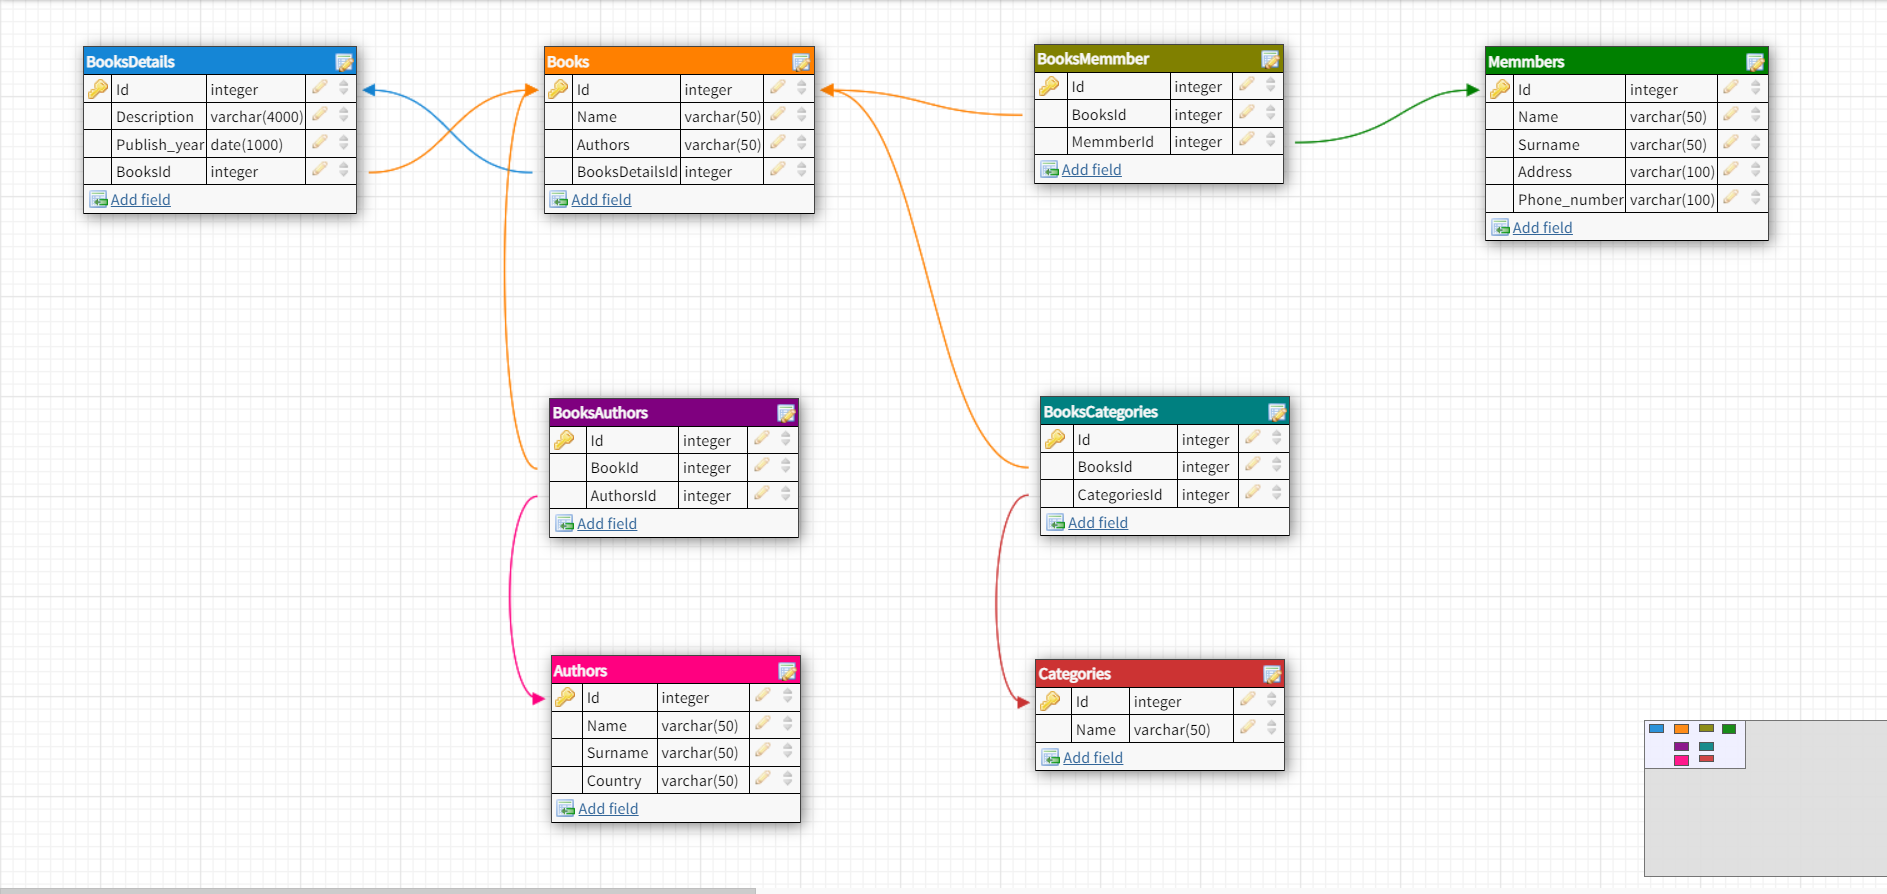 BooksDetails
Id integer
Description varchar(4000)
Publish_year date(1000)
BooksId integer
Add field
Books
Id integer
Name varchar(50)
Authors varchar(50)
BooksDetailsId integer
Add field
BooksMemmber
Id integer
BooksId integer
MemmberId integer
Add field
Memmbers
Id integer
Name varchar(50)
Surname varchar(50)
Address varchar(100)
Phone_number varchar(100)
Add field
BooksAuthors
Id integer
BookId integer
AuthorsId integer
Add field
BooksCategories
Id integer
BooksId integer
CategoriesId integer
Add field
Authors
Id integer
Name varchar(50)
Surname varchar(50)
Country varchar(50)
Add field
Categories
Id integer
Name varchar(50)
Add field